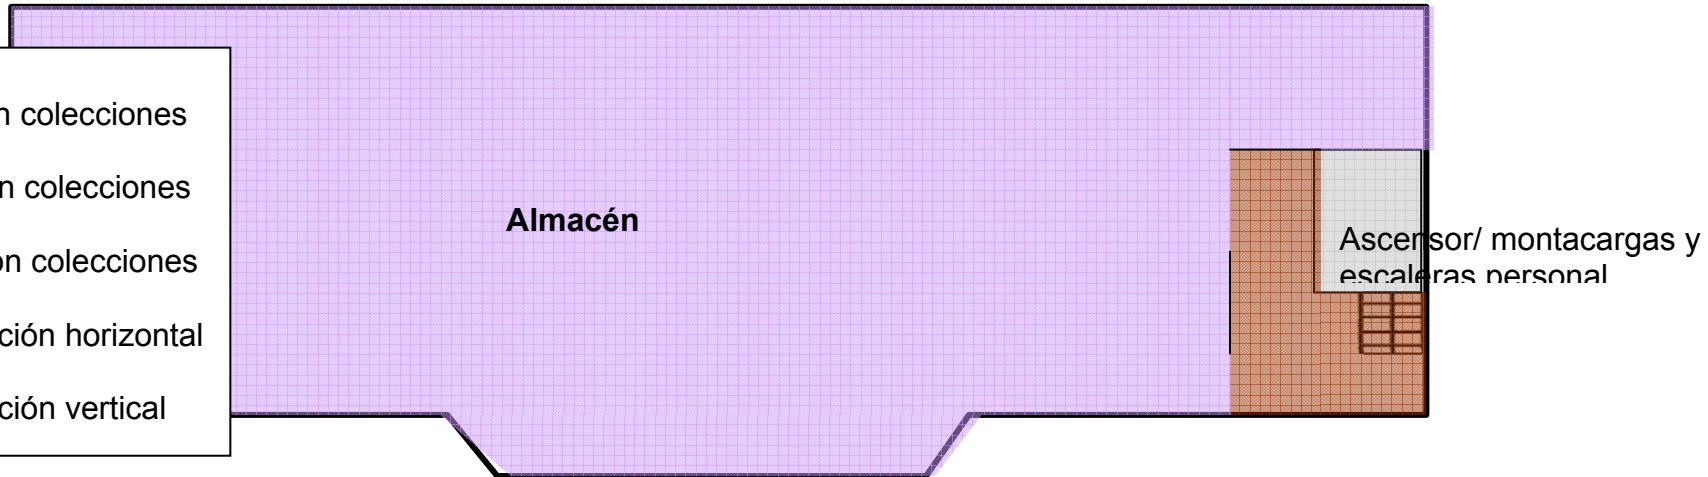 n colecciones
n colecciones
on colecciones
ción horizontal
ción vertical
Almacén
Ascensor/ montacargas y
escaleras personal